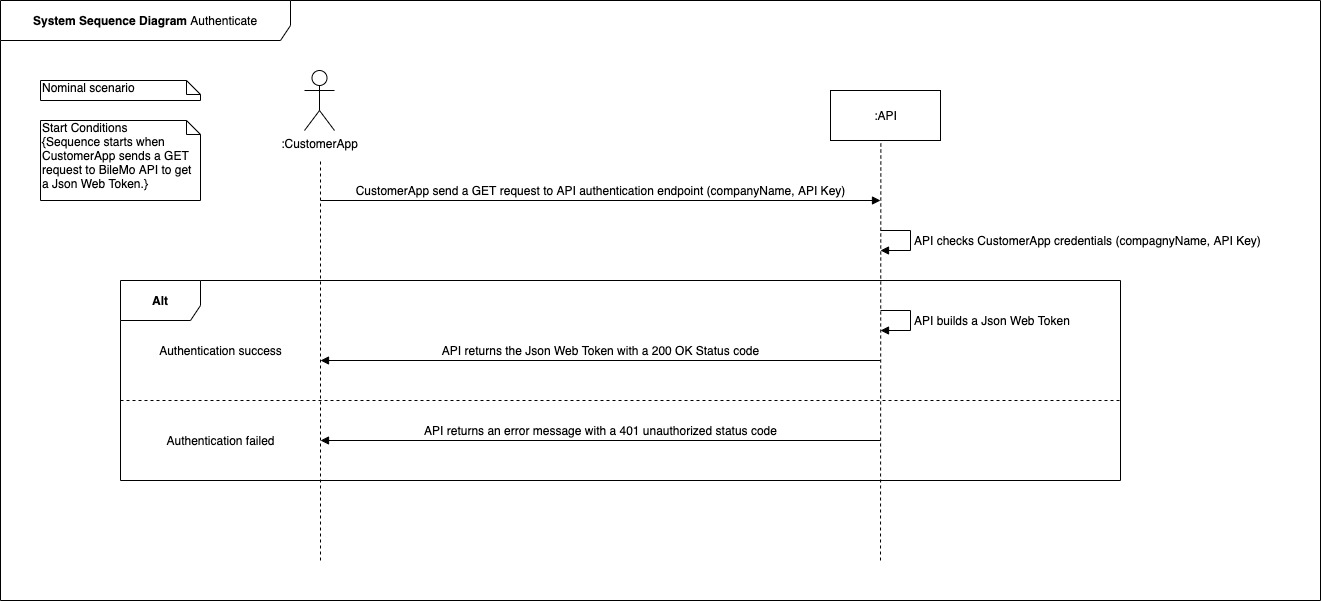 System Sequence Diagram Authenticate
Nominal scenario
Start Conditions
{Sequence starts when
CustomerApp sends a GET
request to BileMo API to get
a Json Web Token.}
:CustomerApp
:API
CustomerApp send a GET request to API authentication endpoint (companyName, API Key)
API checks CustomerApp credentials (compagnyName, API Key)
Alt
API builds a Json Web Token
Authentication success
API returns the Json Web Token with a 200 OK Status code
API returns an error message with a 401 unauthorized status code
Authentication failed